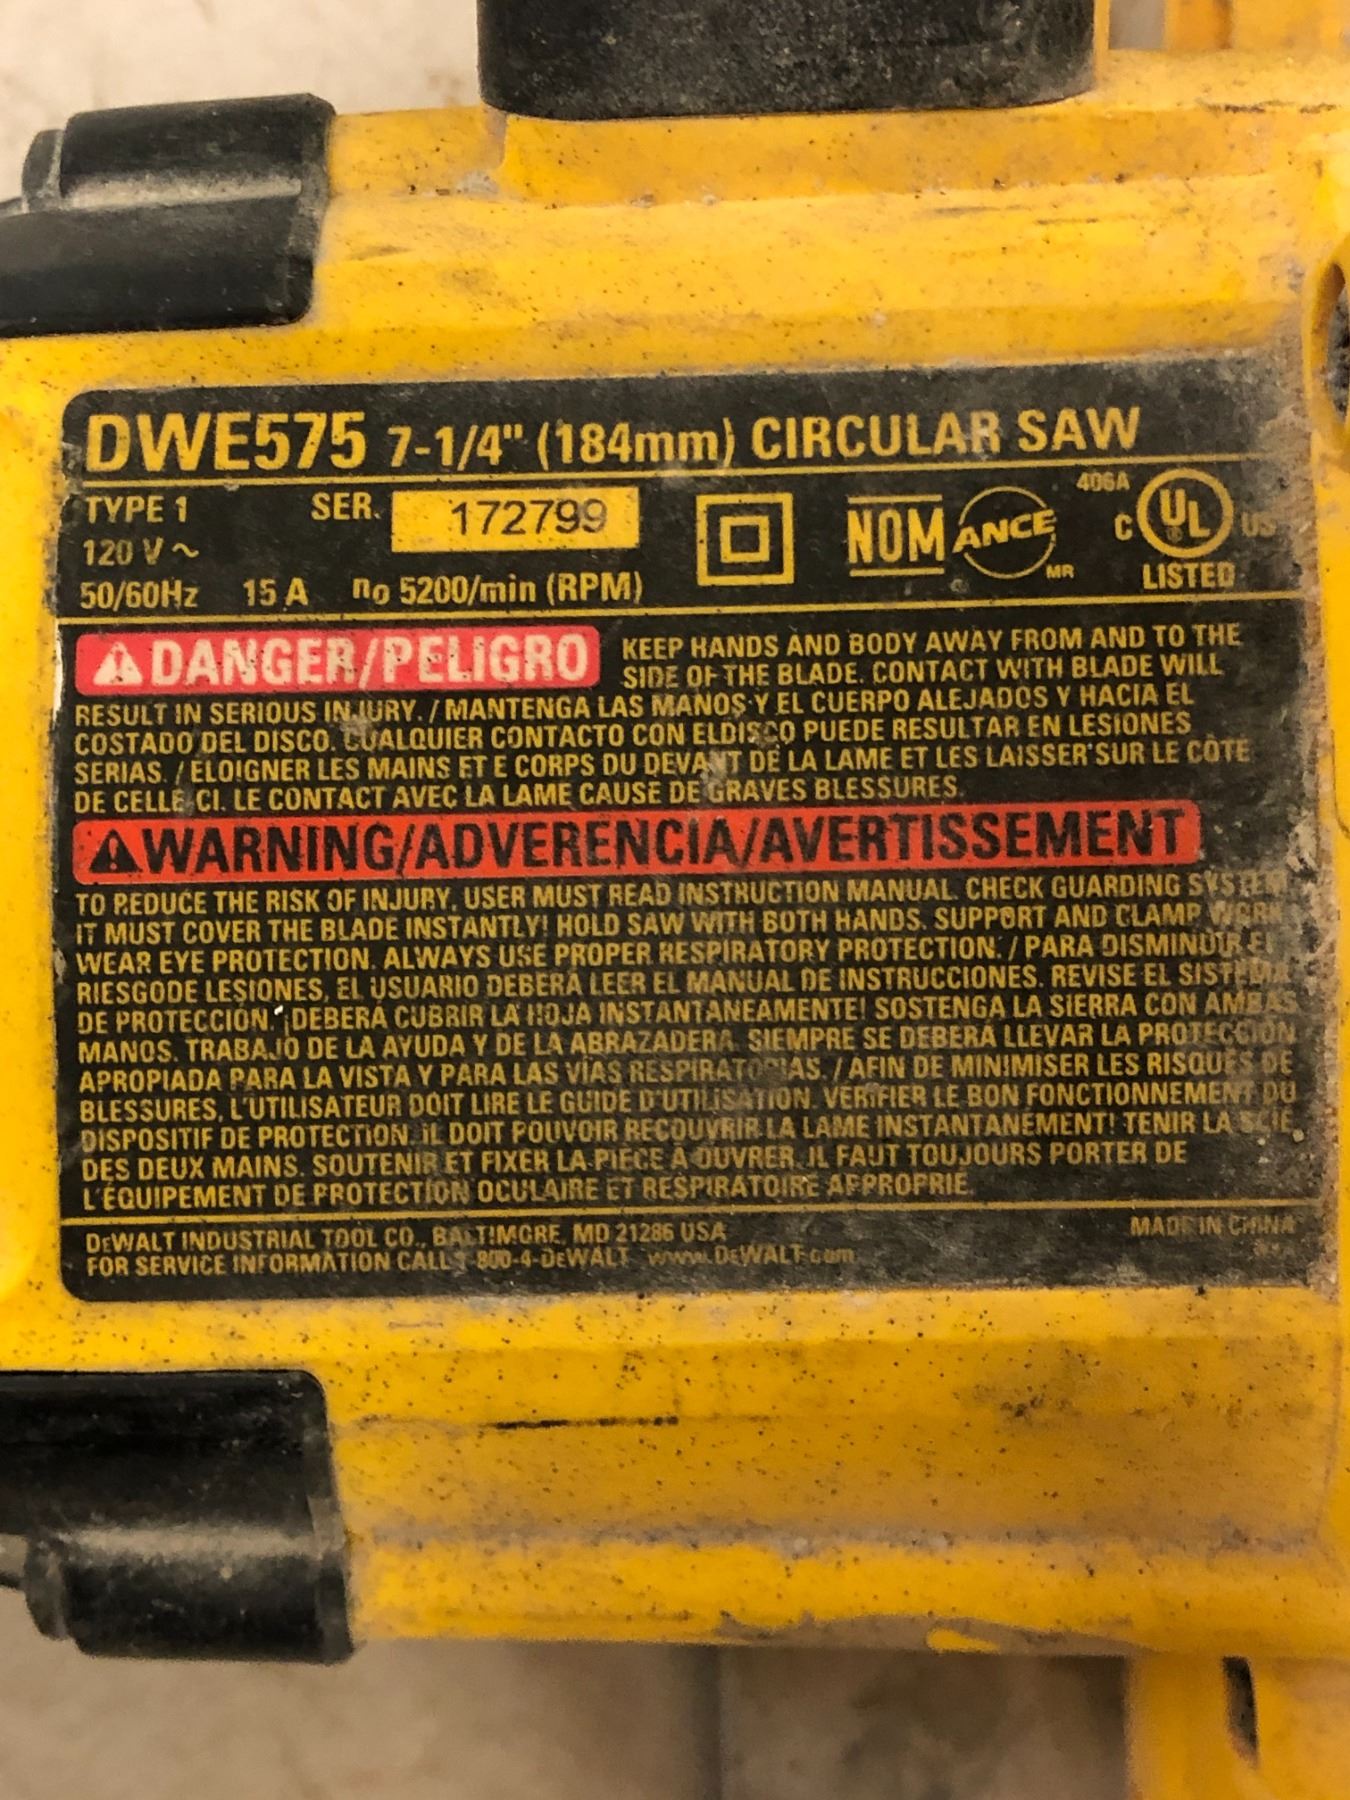 DWE575 7-1/4" (184mm) CIRCULAR SAW
TYPE 1 SER. 172799
120 V ~
50/60Hz 15 A no 5200/min (RPM)
NOM ANCE MR
406A
C UL US
LISTED
DANGER/PELIGRO
KEEP HANDS AND BODY AWAY FROM AND TO THE
SIDE OF THE BLADE. CONTACT WITH BLADE WILL
RESULT IN SERIOUS INJURY. / MANTENGA LAS MANOS Y EL CUERPO ALEJADOS Y HACIA EL
COSTADO DEL DISCO. CUALQUIER CONTACTO CON ELDISCO PUEDE RESULTAR EN LESIONES
SERIAS. / ELOIGNER LES MAINS ET E CORPS DU DEVANT DE LA LAME ET LES LAISSER SUR LE CÔTE
DE CELLE CI. LE CONTACT AVEC LA LAME CAUSE DE GRAVES BLESSURES.
WARNING/ADVERENCIA/AVERTISSEMENT
TO REDUCE THE RISK OF INJURY, USER MUST READ INSTRUCTION MANUAL. CHECK GUARDING SYSTEM
IT MUST COVER THE BLADE INSTANTLY! HOLD SAW WITH BOTH HANDS. SUPPORT AND CLAMP WORK
WEAR EYE PROTECTION. ALWAYS USE PROPER RESPIRATORY PROTECTION. / PARA DISMINUIR EL
RIESGODE LESIONES, EL USUARIO DEBERÁ LEER EL MANUAL DE INSTRUCCIONES. REVISE EL SISTEMA
DE PROTECCIÓN. ¡DEBERÁ CUBRIR LA HOJA INSTANTÁNEAMENTE! SOSTENGA LA SIERRA CON AMBAS
MANOS. TRABAJO DE LA AYUDA Y DE LA ABRAZADERA. SIEMPRE SE DEBERÁ LLEVAR LA PROTECCIÓN
APROPIADA PARA LA VISTA Y PARA LAS VÍAS RESPIRATORIAS. / AFIN DE MINIMISER LES RISQUES DE
BLESSURES, L'UTILISATEUR DOIT LIRE LE GUIDE D'UTILISATION. VÉRIFIER LE BON FONCTIONNEMENT DU
DISPOSITIF DE PROTECTION. IL DOIT POUVOIR RECOUVRIR LA LAME INSTANTANÉMENT! TENIR LA SCIE
DES DEUX MAINS. SOUTENIR ET FIXER LA PIÈCE À OUVRER. IL FAUT TOUJOURS PORTER DE
L'ÉQUIPEMENT DE PROTECTION OCULAIRE ET RESPIRATOIRE APPROPRIÉ.
DEWALT INDUSTRIAL TOOL CO., BALTIMORE, MD 21286 USA MADE IN CHINA
FOR SERVICE INFORMATION CALL 1-800-4-DEWALT www.DEWALT.com